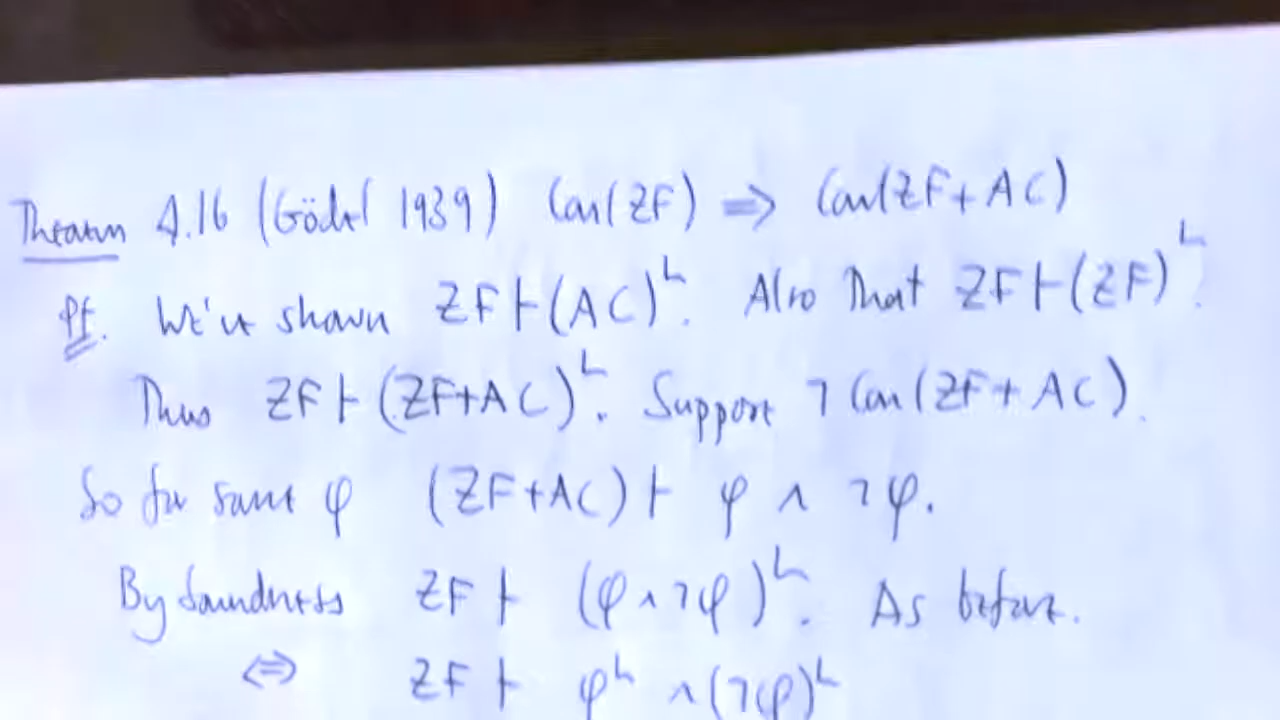 Theorem 4.16 (Gödel 1939) Con(ZF) ⇒ Con(ZF+AC)
Pf. We've shown ZF ⊢ (AC)^L. Also that ZF ⊢ (ZF)^L.
Thus ZF ⊢ (ZF+AC)^L. Suppose ¬Con(ZF+AC).
So for some φ (ZF+AC) ⊢ φ ∧ ¬φ.
By Soundness ZF ⊢ (φ ∧ ¬φ)^L. As before.
⇔ ZF ⊢ φ^L ∧ (¬φ)^L